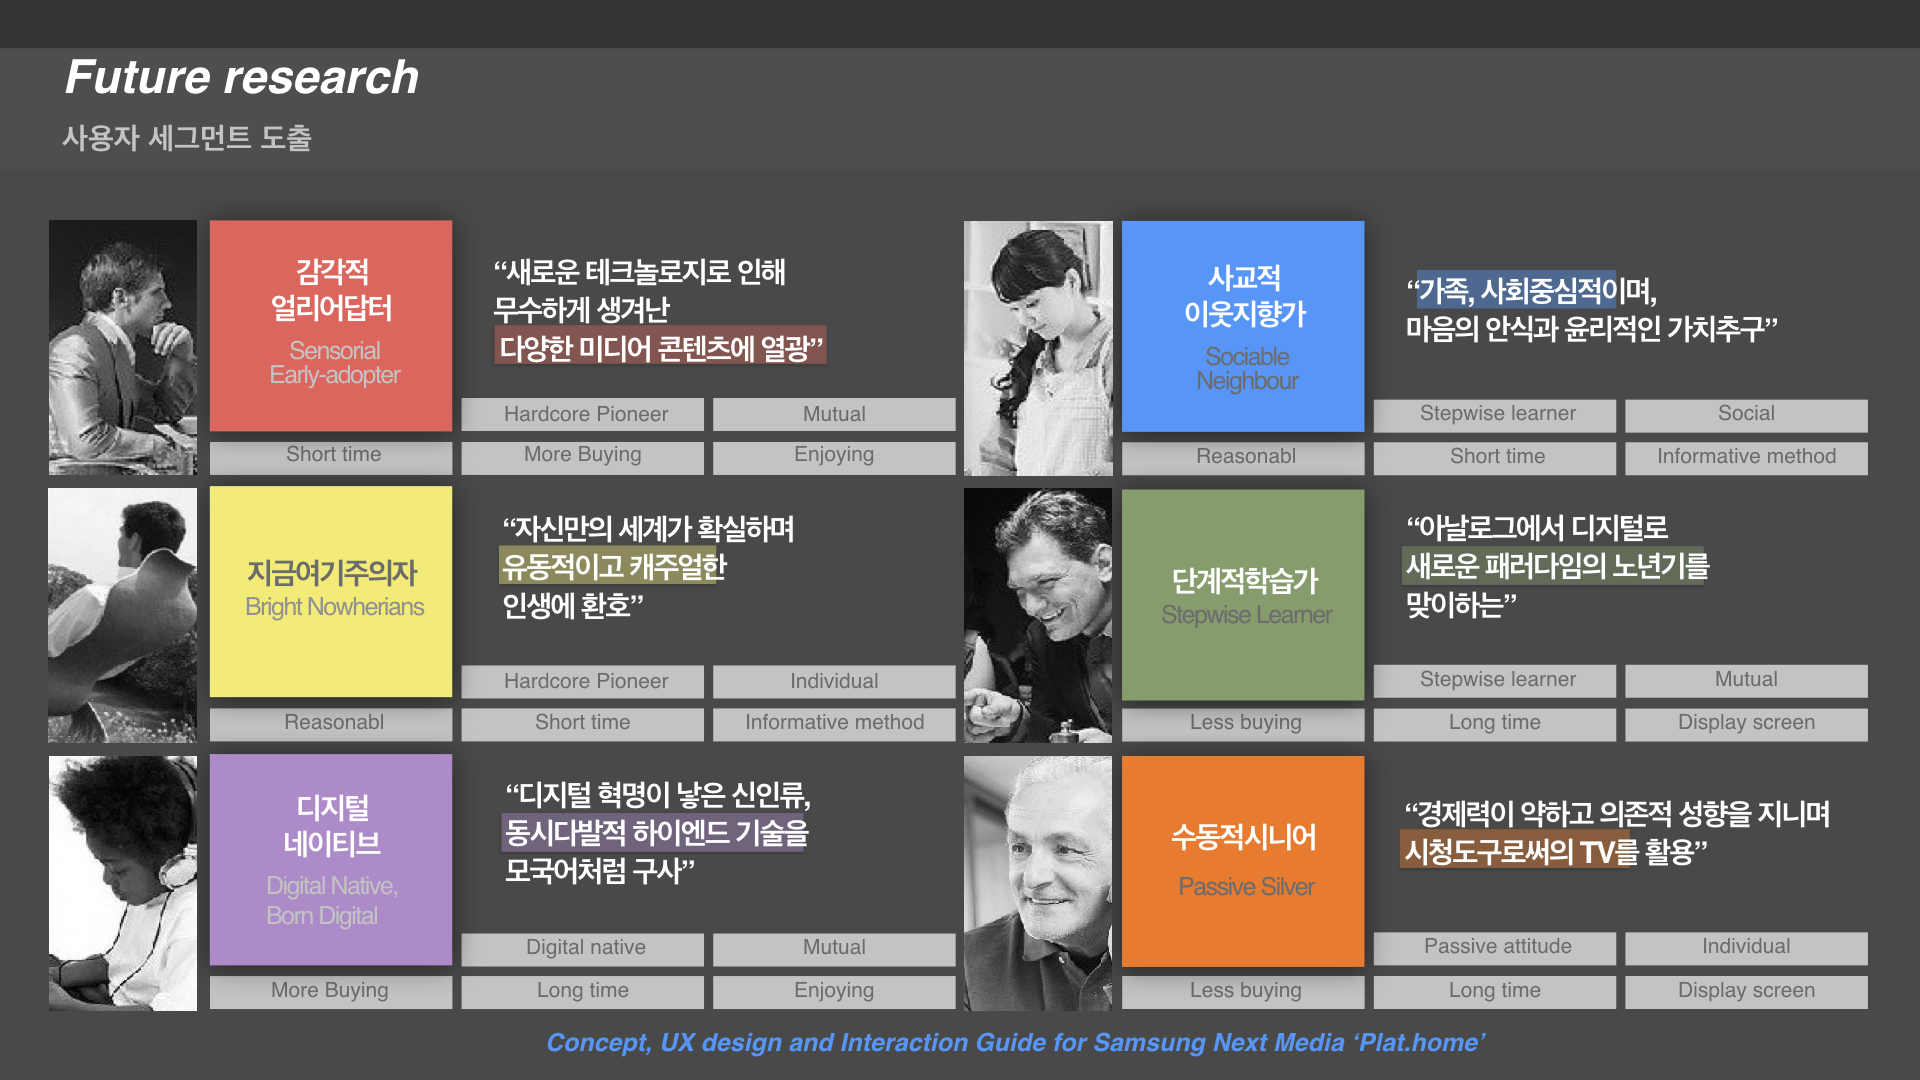 Future research
사용자 세그먼트 도출
감각적
얼리어답터
Sensorial
Early-adopter
“새로운 테크놀로지로 인해
무수하게 생겨난
다양한 미디어 콘텐츠에 열광”
Hardcore Pioneer
Mutual
Short time
More Buying
Enjoying
사교적
이웃지향가
Sociable
Neighbour
“가족, 사회중심적이며,
마음의 안식과 윤리적인 가치추구”
Stepwise learner
Social
Reasonabl
Short time
Informative method
지금여기주의자
Bright Nowherians
“자신만의 세계가 확실하며
유동적이고 캐주얼한
인생에 환호”
Hardcore Pioneer
Individual
Reasonabl
Short time
Informative method
단계적학습가
Stepwise Learner
“아날로그에서 디지털로
새로운 패러다임의 노년기를
맞이하는”
Stepwise learner
Mutual
Less buying
Long time
Display screen
디지털
네이티브
Digital Native,
Born Digital
“디지털 혁명이 낳은 신인류,
동시다발적 하이엔드 기술을
모국어처럼 구사”
Digital native
Mutual
More Buying
Long time
Enjoying
수동적시니어
Passive Silver
“경제력이 약하고 의존적 성향을 지니며
시청도구로써의 TV를 활용”
Passive attitude
Individual
Less buying
Long time
Display screen
Concept, UX design and Interaction Guide for Samsung Next Media ‘Plat.home’